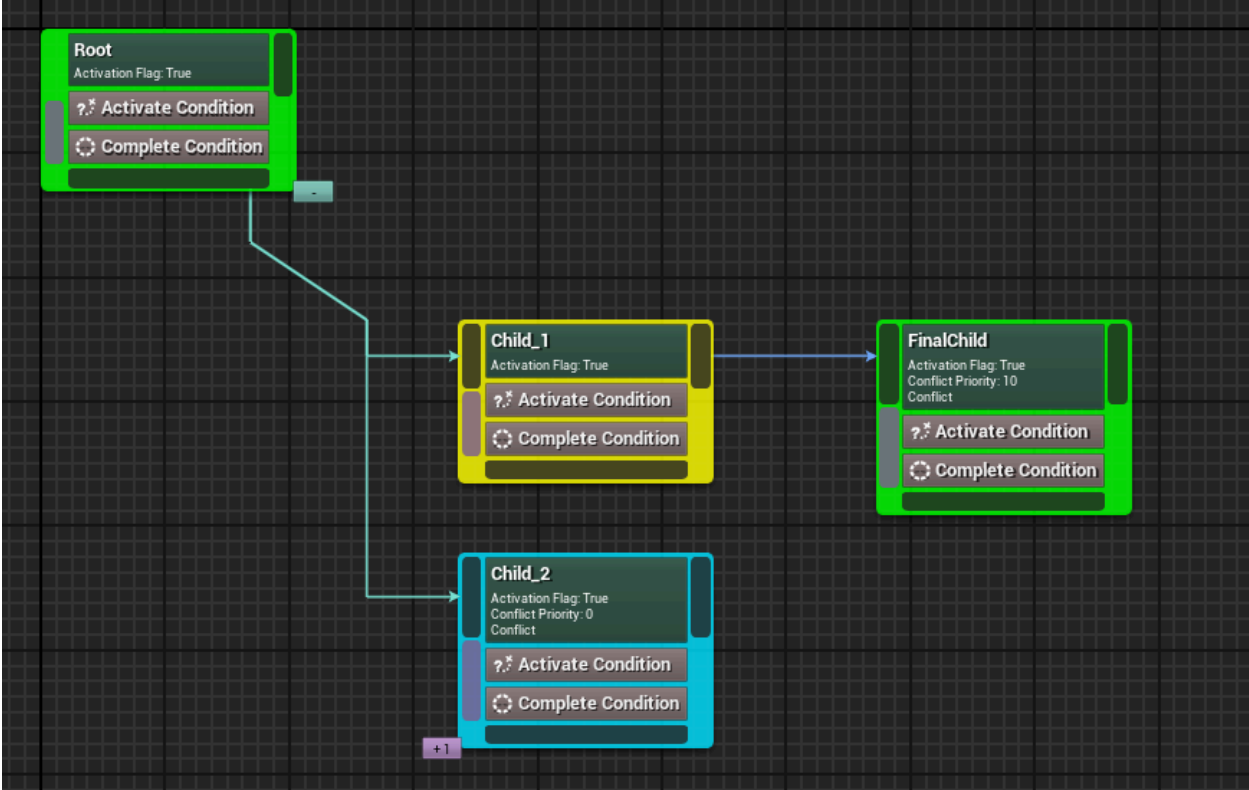 Root
Activation Flag: True
Activate Condition
Complete Condition
-
Child_1
Activation Flag: True
Activate Condition
Complete Condition
FinalChild
Activation Flag: True
Conflict Priority: 10
Conflict
Activate Condition
Complete Condition
Child_2
Activation Flag: True
Conflict Priority: 0
Conflict
Activate Condition
Complete Condition
+1